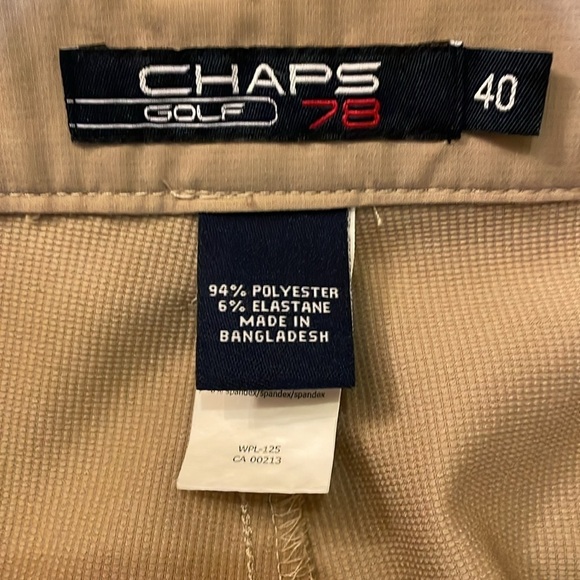 CHAPS
GOLF 78
40
94% POLYESTER
6% ELASTANE
MADE IN
BANGLADESH
spandex/spandex/spandex
WPL-125
CA 00213